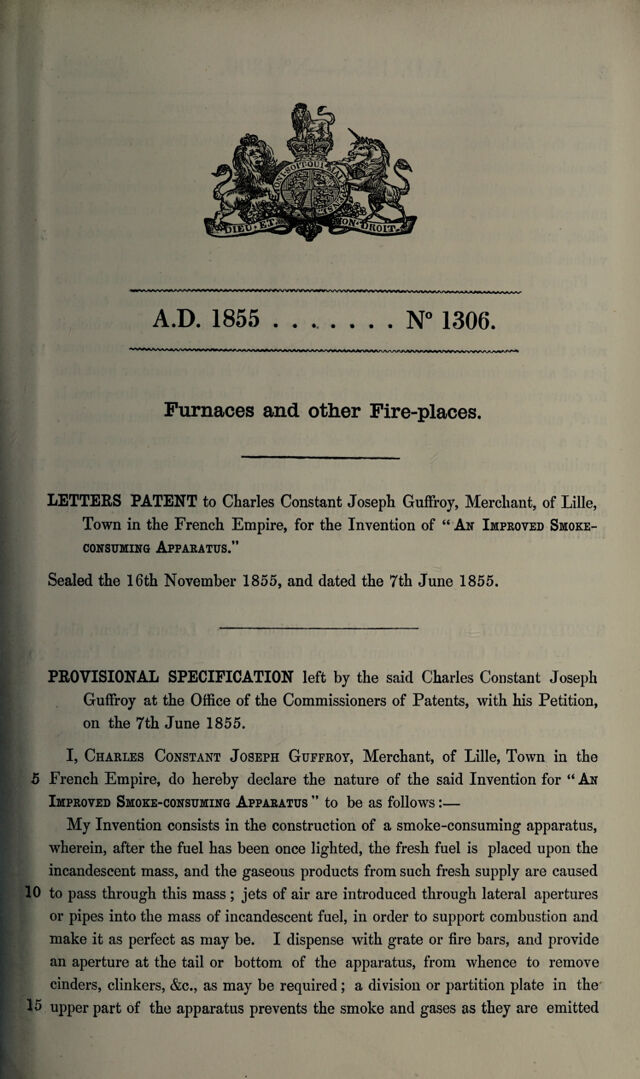 HONI·SOIT·QUI·MAL
DIEU·ET·MON·DROIT.
A.D. 1855 . . . . . . . . N° 1306.
Furnaces and other Fire-places.
LETTERS PATENT to Charles Constant Joseph Guffroy, Merchant, of Lille,
Town in the French Empire, for the Invention of “ An Improved Smoke-
consuming Apparatus.”
Sealed the 16th November 1855, and dated the 7th June 1855.
PROVISIONAL SPECIFICATION left by the said Charles Constant Joseph
Guffroy at the Office of the Commissioners of Patents, with his Petition,
on the 7th June 1855.
I, Charles Constant Joseph Guffroy, Merchant, of Lille, Town in the
5 French Empire, do hereby declare the nature of the said Invention for “ An
Improved Smoke-consuming Apparatus ” to be as follows :—
My Invention consists in the construction of a smoke-consuming apparatus,
wherein, after the fuel has been once lighted, the fresh fuel is placed upon the
incandescent mass, and the gaseous products from such fresh supply are caused
10 to pass through this mass ; jets of air are introduced through lateral apertures
or pipes into the mass of incandescent fuel, in order to support combustion and
make it as perfect as may be. I dispense with grate or fire bars, and provide
an aperture at the tail or bottom of the apparatus, from whence to remove
cinders, clinkers, &c., as may be required ; a division or partition plate in the
15 upper part of the apparatus prevents the smoke and gases as they are emitted